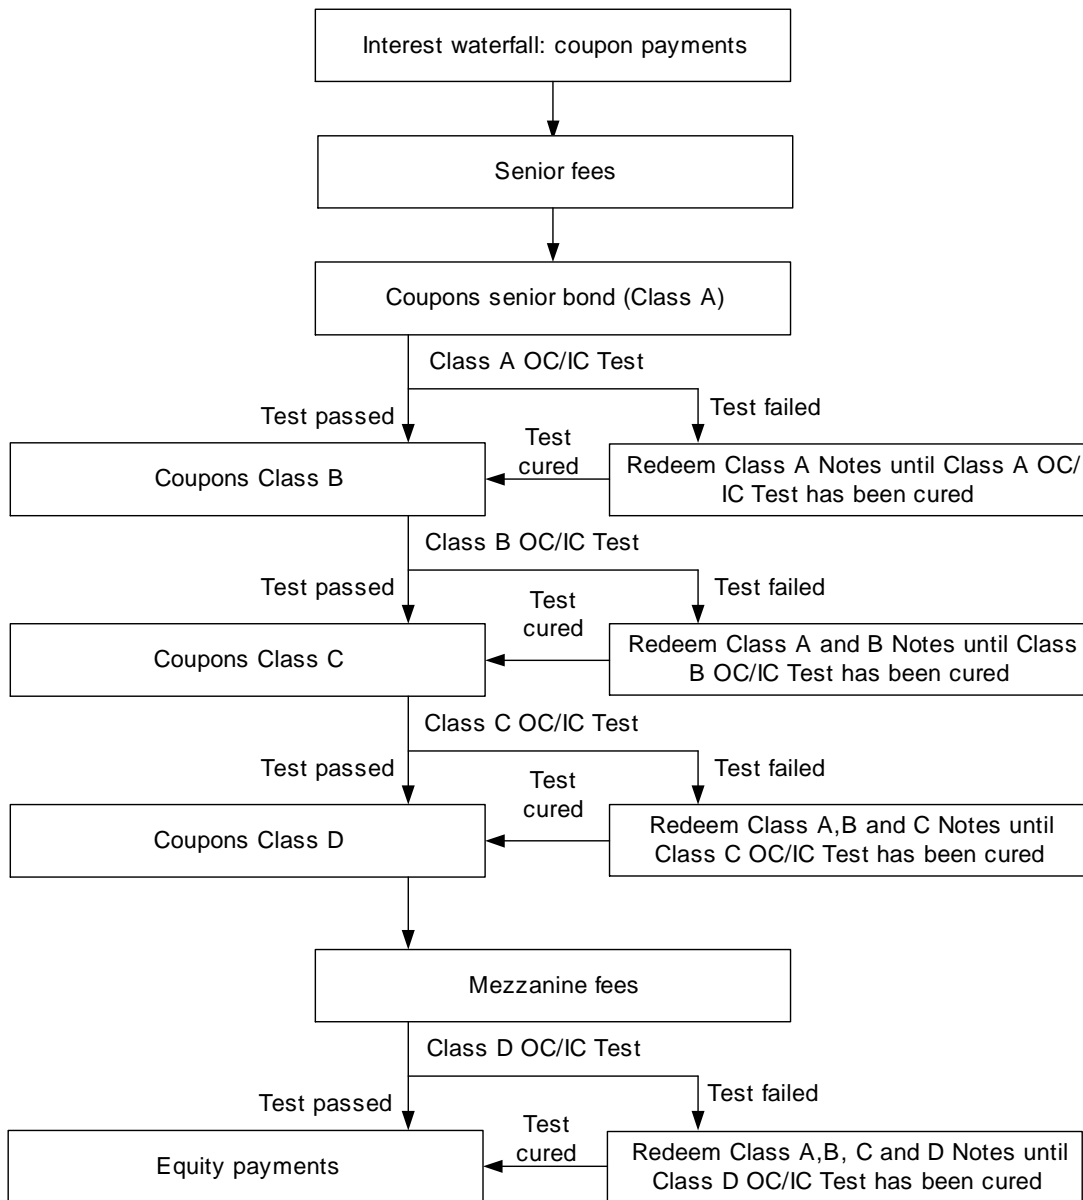 Interest waterfall: coupon payments
Senior fees
Coupons senior bond (Class A)
Class A OC/IC Test
Test passed
Test failed
Coupons Class B
Test
cured
Redeem Class A Notes until Class A OC/
IC Test has been cured
Class B OC/IC Test
Test passed
Test failed
Coupons Class C
Test
cured
Redeem Class A and B Notes until Class
B OC/IC Test has been cured
Class C OC/IC Test
Test passed
Test failed
Coupons Class D
Test
cured
Redeem Class A,B and C Notes until
Class C OC/IC Test has been cured
Mezzanine fees
Class D OC/IC Test
Test passed
Test failed
Equity payments
Test
cured
Redeem Class A,B, C and D Notes until
Class D OC/IC Test has been cured